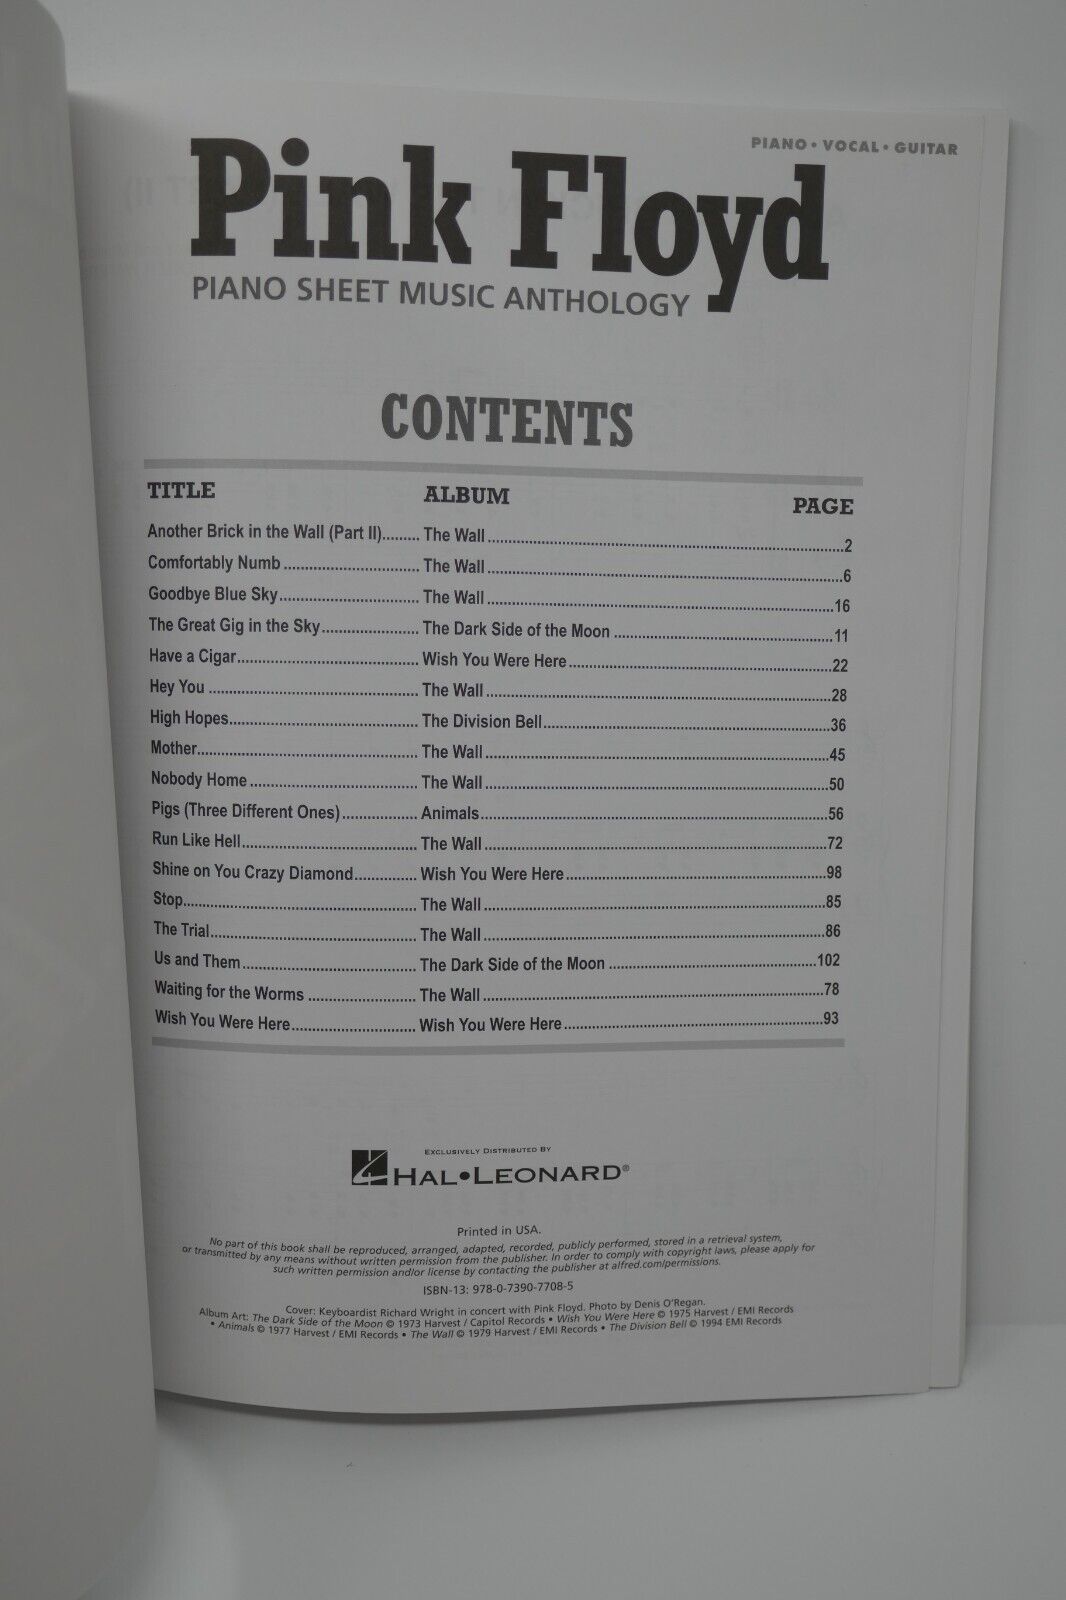 PIANO • VOCAL • GUITAR
Pink Floyd
PIANO SHEET MUSIC ANTHOLOGY
CONTENTS
TITLE ALBUM PAGE
Another Brick in the Wall (Part II)......... The Wall ...2
Comfortably Numb ... The Wall ...6
Goodbye Blue Sky... The Wall ...16
The Great Gig in the Sky... The Dark Side of the Moon ...11
Have a Cigar... Wish You Were Here...22
Hey You ... The Wall ...28
High Hopes... The Division Bell...36
Mother... The Wall ...45
Nobody Home ... The Wall ...50
Pigs (Three Different Ones)... Animals...56
Run Like Hell... The Wall ...72
Shine on You Crazy Diamond... Wish You Were Here ...98
Stop... The Wall ...85
The Trial... The Wall ...86
Us and Them... The Dark Side of the Moon ...102
Waiting for the Worms ... The Wall ...78
Wish You Were Here... Wish You Were Here ...93
EXCLUSIVELY DISTRIBUTED BY
HAL•LEONARD®
Printed in USA.
No part of this book shall be reproduced, arranged, adapted, recorded, publicly performed, stored in a retrieval system,
or transmitted by any means without written permission from the publisher. In order to comply with copyright laws, please apply for
such written permission and/or license by contacting the publisher at alfred.com/permissions.
ISBN-13: 978-0-7390-7708-5
Cover: Keyboardist Richard Wright in concert with Pink Floyd. Photo by Denis O'Regan.
Album Art: The Dark Side of the Moon © 1973 Harvest / Capitol Records • Wish You Were Here © 1975 Harvest / EMI Records
• Animals © 1977 Harvest / EMI Records • The Wall © 1979 Harvest / EMI Records • The Division Bell © 1994 EMI Records